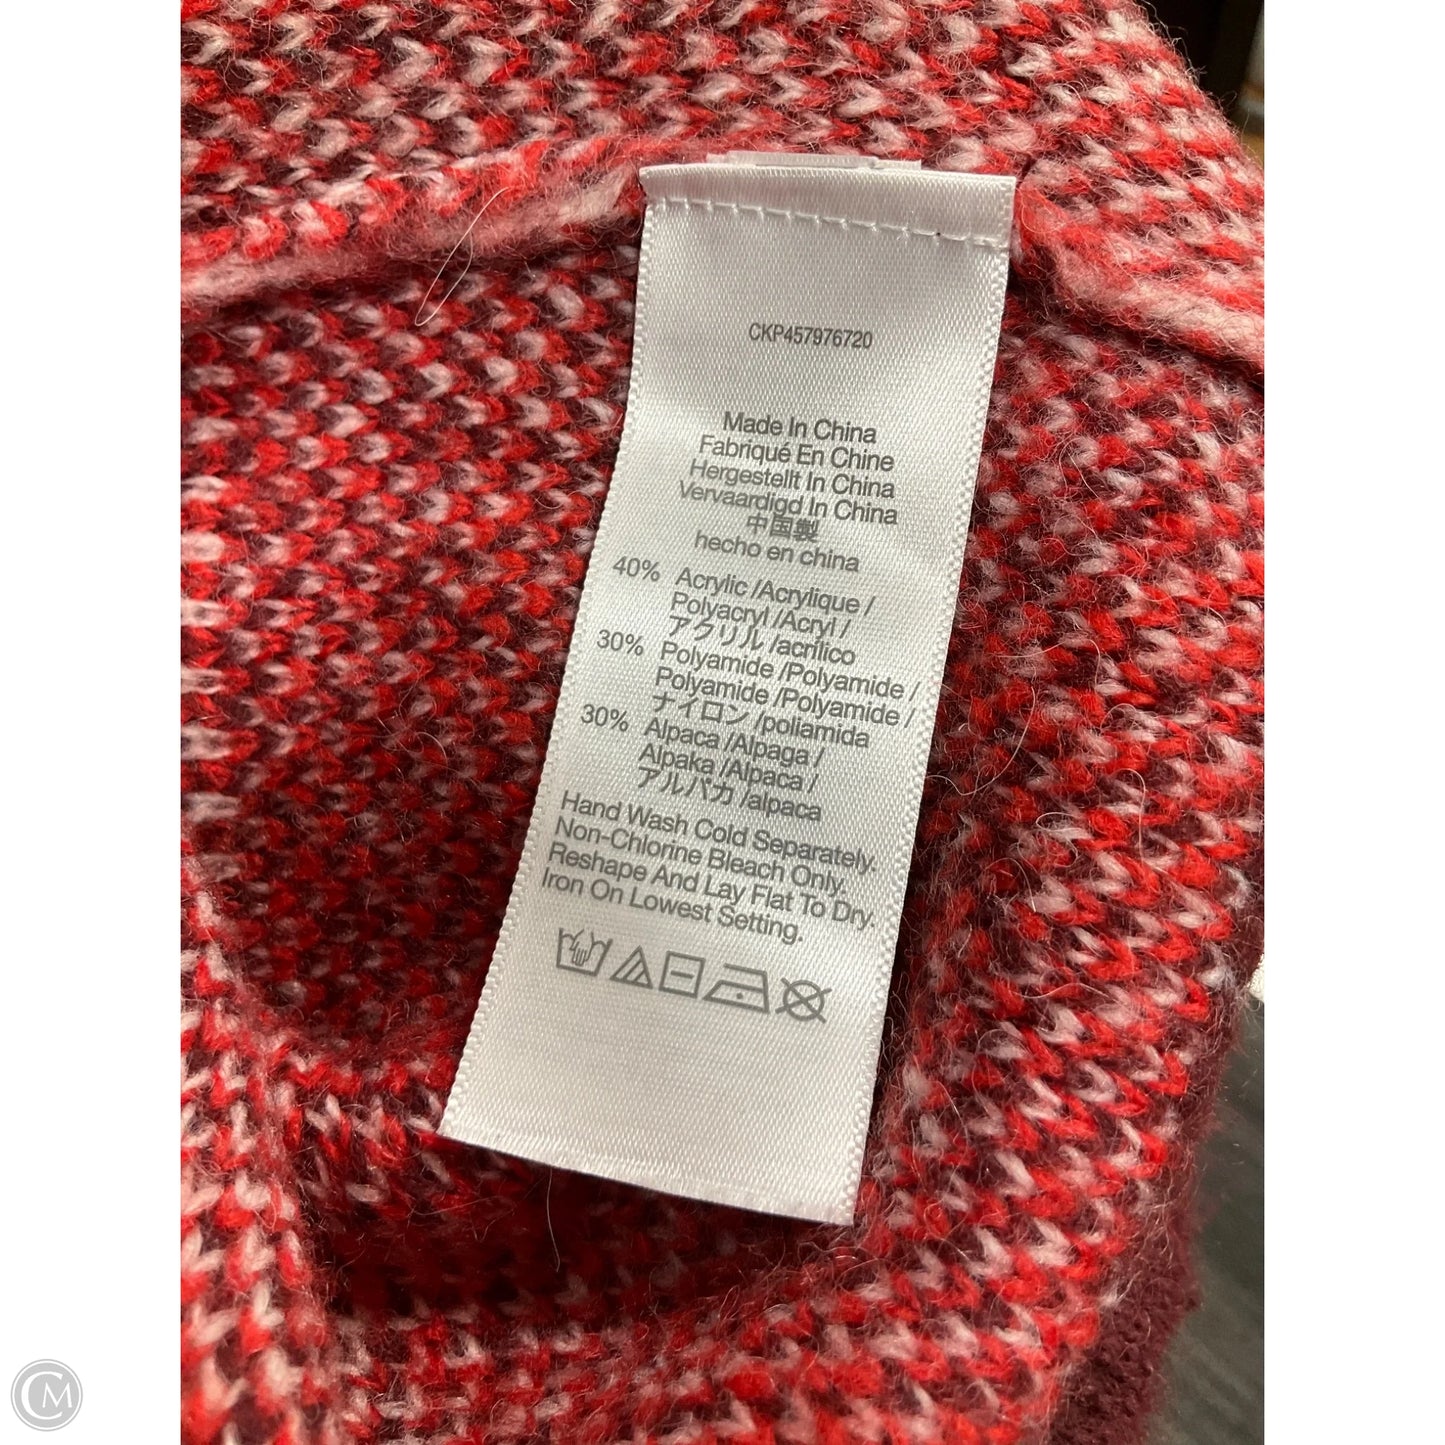 CKP457976720
Made In China
Fabriqué En Chine
Hergestellt In China
Vervaardigd In China
中国製
hecho en china
40% Acrylic /Acrylique /
Polyacryl /Acryl /
アクリル /acrílico
30% Polyamide /Polyamide /
Polyamide /Polyamide /
ナイロン /poliamida
30% Alpaca /Alpaga /
Alpaka /Alpaca /
アルパカ /alpaca
Hand Wash Cold Separately.
Non-Chlorine Bleach Only.
Reshape And Lay Flat To Dry.
Iron On Lowest Setting.
CM